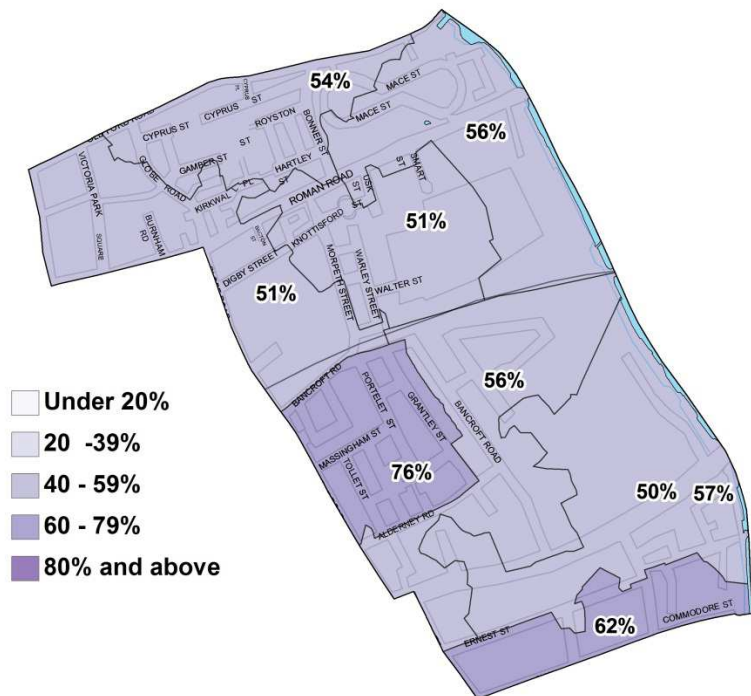 54%
MACE ST
CYPRUS
PL
CYPRUS ST
ROYSTON
ST
BONNER ST
MACE ST
CYPRUS ST
56%
GLOBE ROAD
GAMBER ST
HARTLEY
ST
VICTORIA PARK
SQUARE
BURNHAM
RD
KIRKWAL PL
ROMAN ROAD
USK
ST
SMART
ST
51%
KNOTTISFORD ST
DIGBY STREET
MORPETH STREET
WARLEY STREET
WALTER ST
51%
Under 20%
20 -39%
40 - 59%
60 - 79%
80% and above
BANCROFT RD
PORTELET ST
GRANTLEY ST
56%
BANCROFT ROAD
MASSINGHAM ST
TOLLET ST
76%
ALDERNEY RD
50%
57%
62%
COMMODORE ST
ERNEST ST